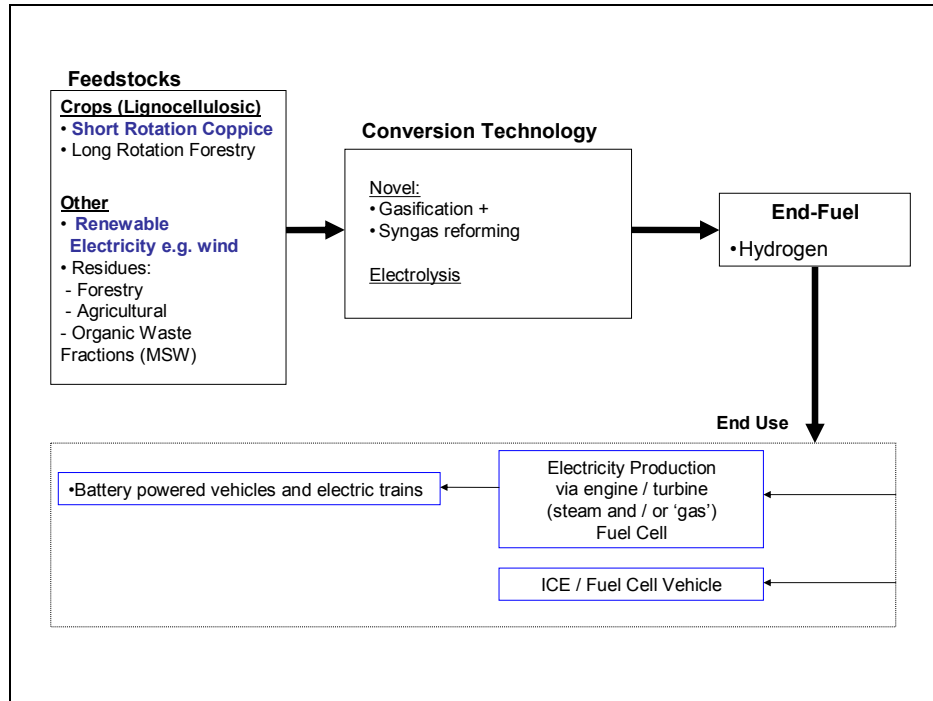 Feedstocks
Crops (Lignocellulosic)
• Short Rotation Coppice
• Long Rotation Forestry
Other
• Renewable
Electricity e.g. wind
• Residues:
- Forestry
- Agricultural
- Organic Waste
Fractions (MSW)
Conversion Technology
Novel:
•Gasification +
•Syngas reforming
Electrolysis
End-Fuel
•Hydrogen
End Use
•Battery powered vehicles and electric trains
Electricity Production
via engine / turbine
(steam and / or ‘gas’)
Fuel Cell
ICE / Fuel Cell Vehicle